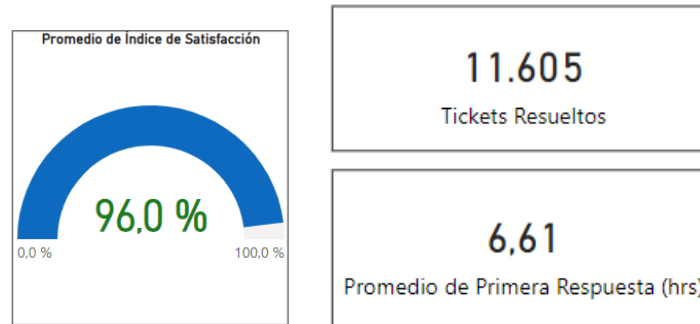 Promedio de Índice de Satisfacción
96,0 %
0,0 %
100,0 %
11.605
Tickets Resueltos
6,61
Promedio de Primera Respuesta (hrs)